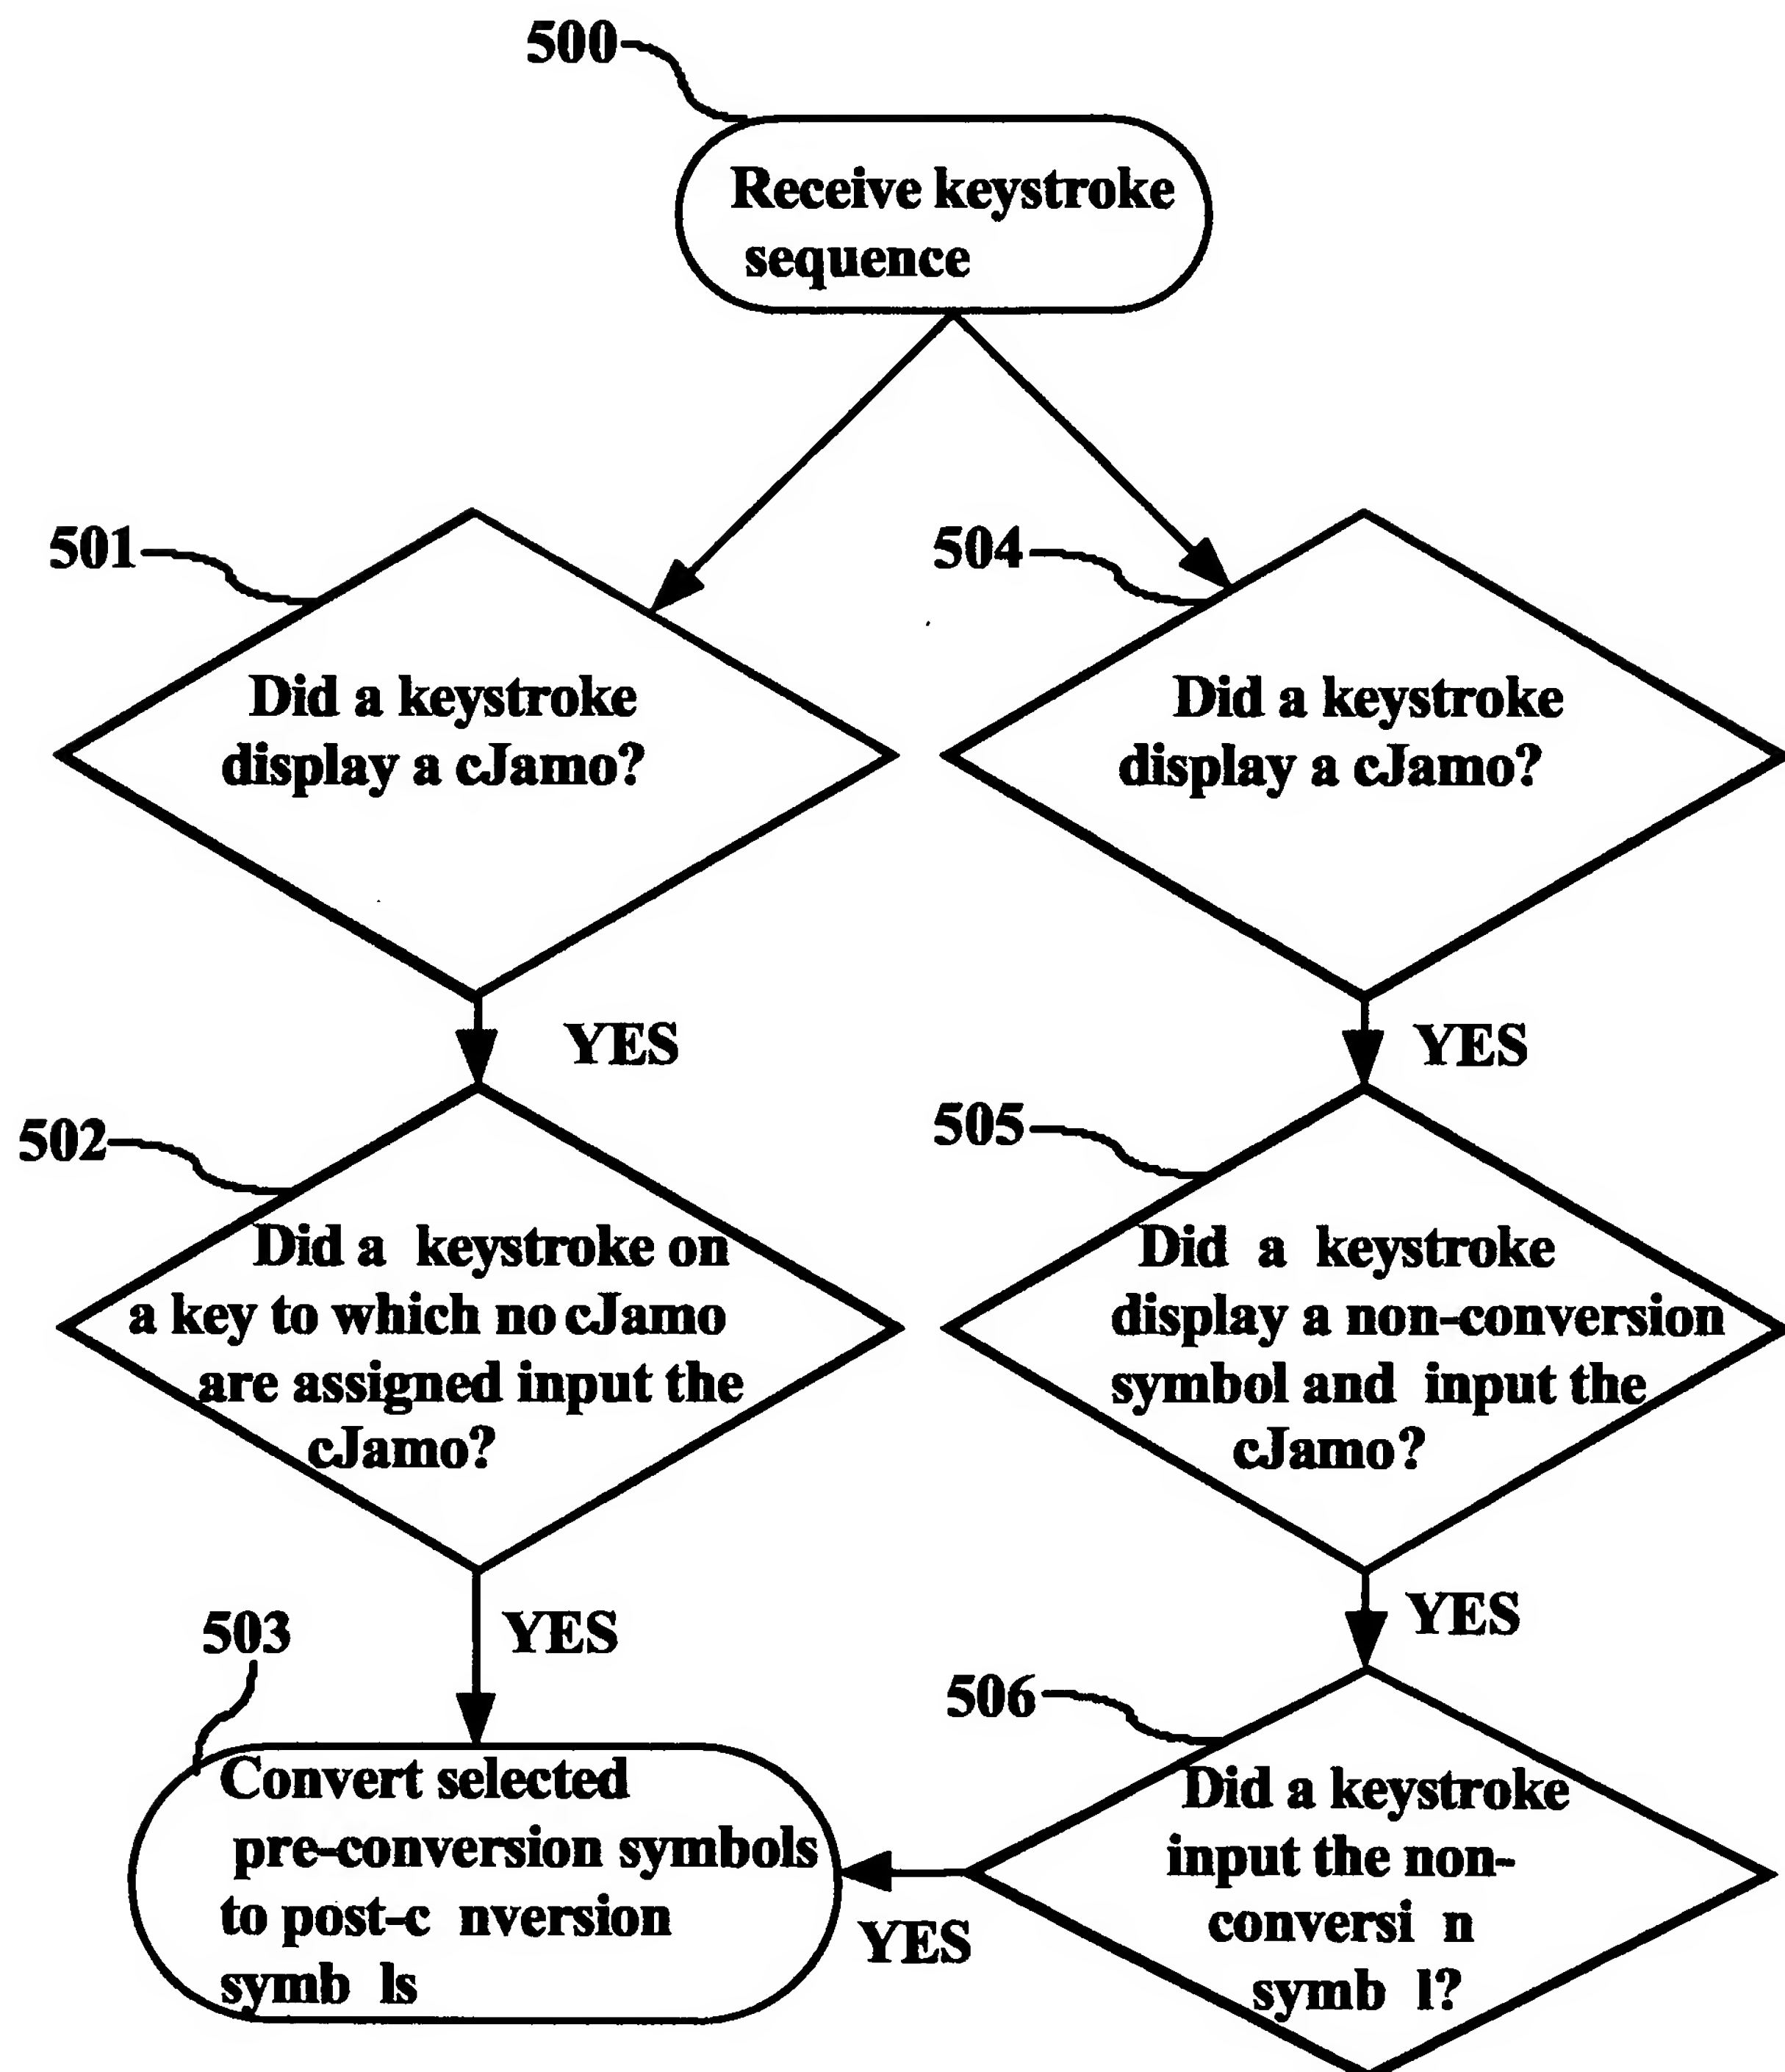 500
Receive keystroke
sequence
501
Did a keystroke
display a cJamo?
504
Did a keystroke
display a cJamo?
YES
YES
502
Did a keystroke on
a key to which no cJamo
are assigned input the
cJamo?
505
Did a keystroke
display a non-conversion
symbol and input the
cJamo?
YES
YES
503
Convert selected
pre-conversion symbols
to post-c nversion
symb ls
506
Did a keystroke
input the non-
conversi n
symb l?
YES